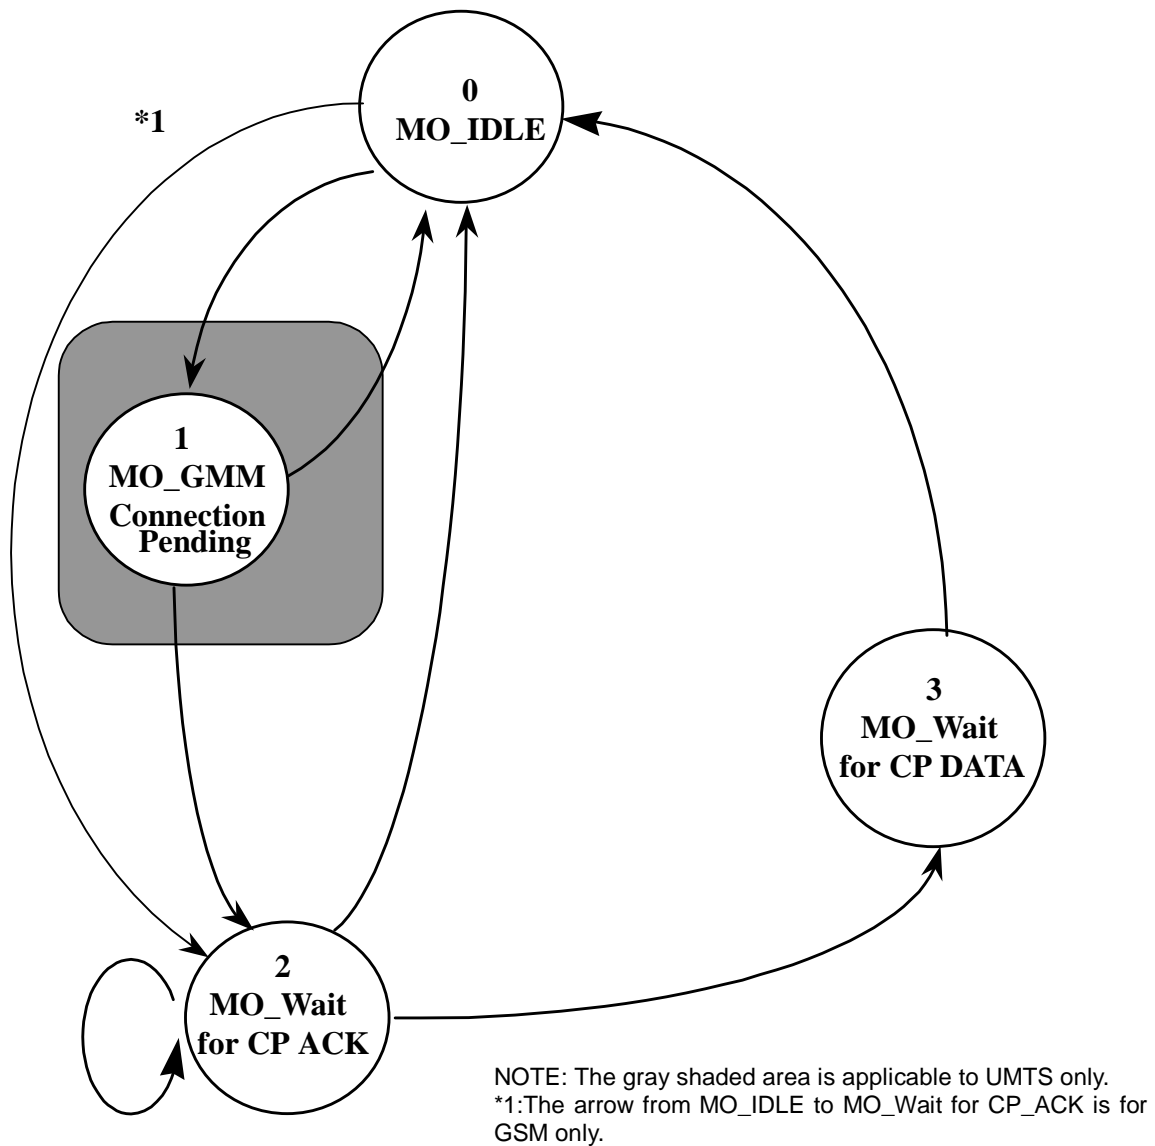 0
MO_IDLE
*1
1
MO_GMM
Connection
Pending
3
MO_Wait
for CP DATA
2
MO_Wait
for CP ACK
NOTE: The gray shaded area is applicable to UMTS only.
*1:The arrow from MO_IDLE to MO_Wait for CP_ACK is for
GSM only.